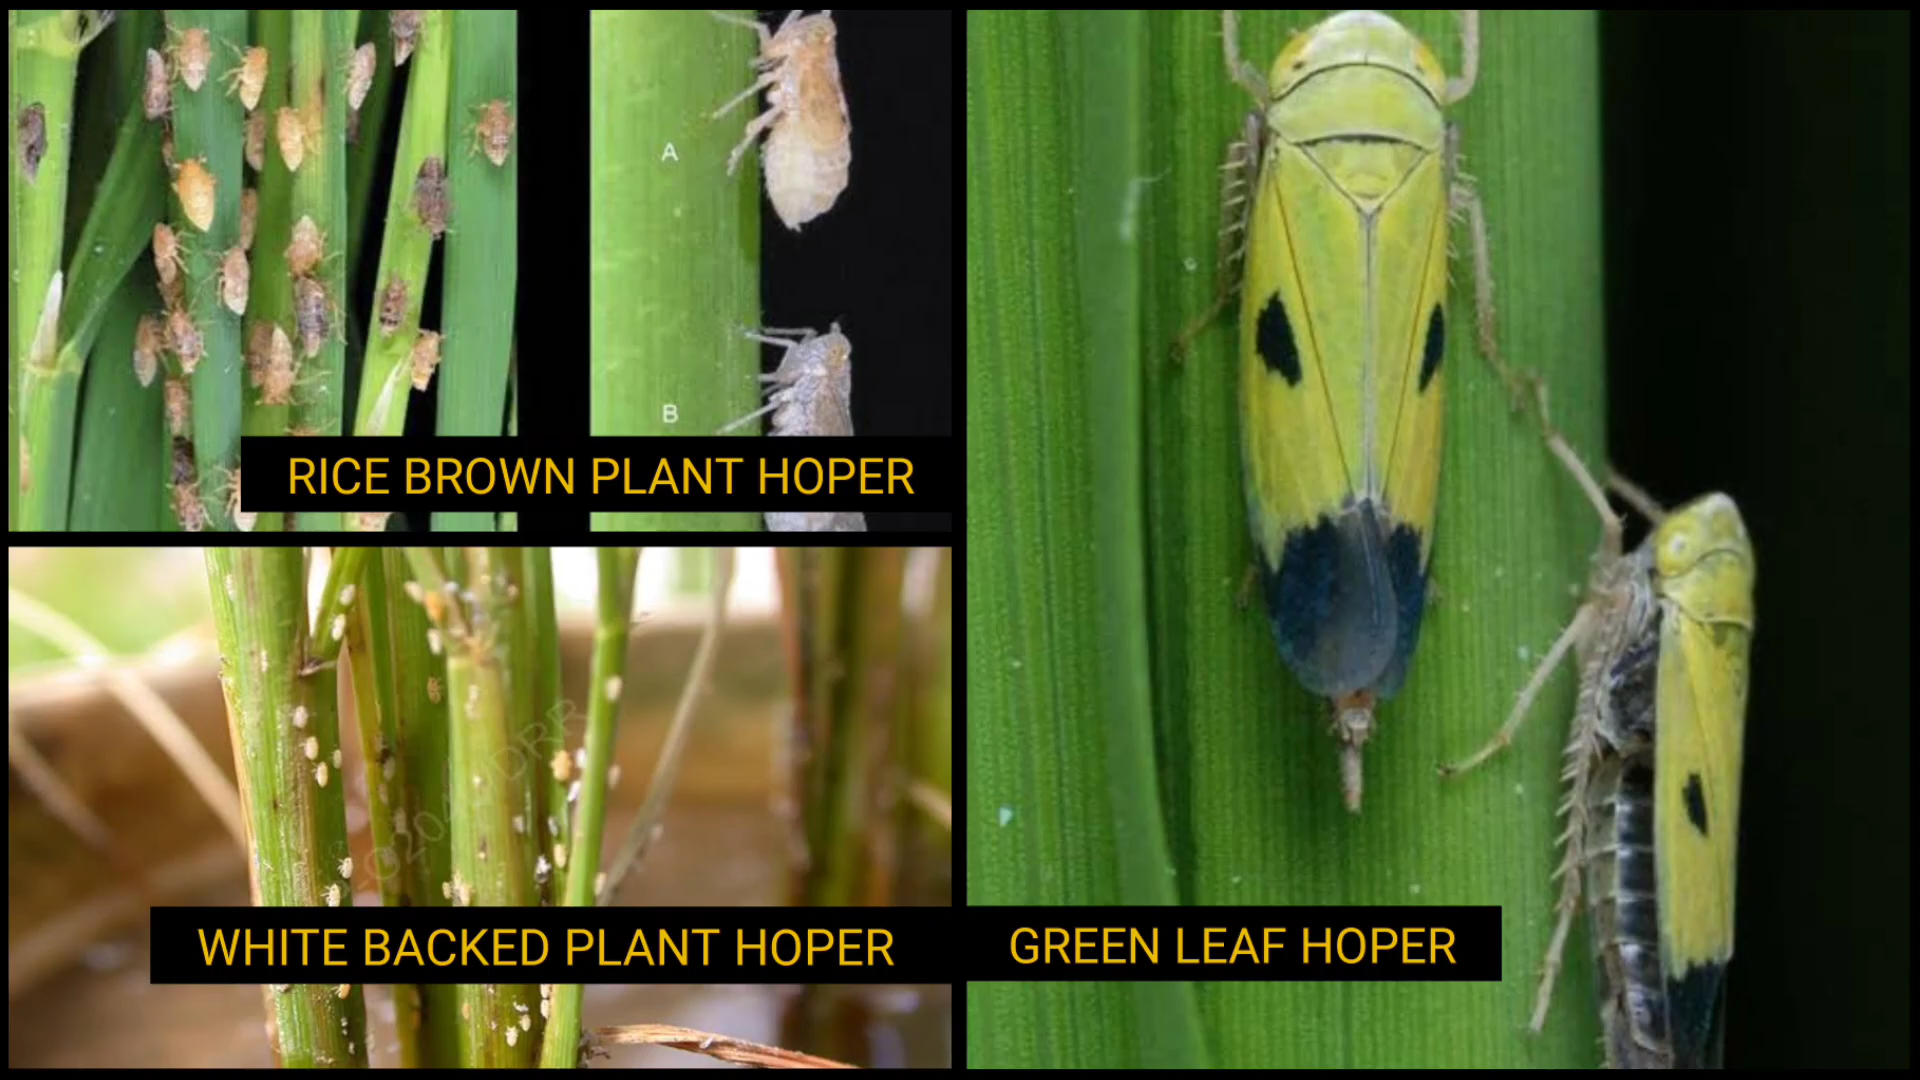 A
B
RICE BROWN PLANT HOPER
WHITE BACKED PLANT HOPER
GREEN LEAF HOPER